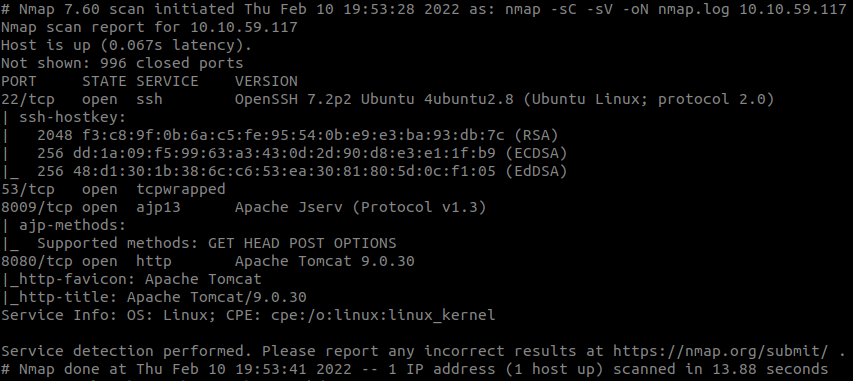 # Nmap 7.60 scan initiated Thu Feb 10 19:53:28 2022 as: nmap -sC -sV -oN nmap.log 10.10.59.117
Nmap scan report for 10.10.59.117
Host is up (0.067s latency).
Not shown: 996 closed ports
PORT     STATE SERVICE    VERSION
22/tcp   open  ssh        OpenSSH 7.2p2 Ubuntu 4ubuntu2.8 (Ubuntu Linux; protocol 2.0)
| ssh-hostkey:
|   2048 f3:c8:9f:0b:6a:c5:fe:95:54:0b:e9:e3:ba:93:db:7c (RSA)
|   256 dd:1a:09:f5:99:63:a3:43:0d:2d:90:d8:e3:e1:1f:b9 (ECDSA)
|_  256 48:d1:30:1b:38:6c:c6:53:ea:30:81:80:5d:0c:f1:05 (EdDSA)
53/tcp   open  tcpwrapped
8009/tcp open  ajp13      Apache Jserv (Protocol v1.3)
| ajp-methods:
|_  Supported methods: GET HEAD POST OPTIONS
8080/tcp open  http       Apache Tomcat 9.0.30
|_http-favicon: Apache Tomcat
|_http-title: Apache Tomcat/9.0.30
Service Info: OS: Linux; CPE: cpe:/o:linux:linux_kernel

Service detection performed. Please report any incorrect results at https://nmap.org/submit/ .
# Nmap done at Thu Feb 10 19:53:41 2022 -- 1 IP address (1 host up) scanned in 13.88 seconds